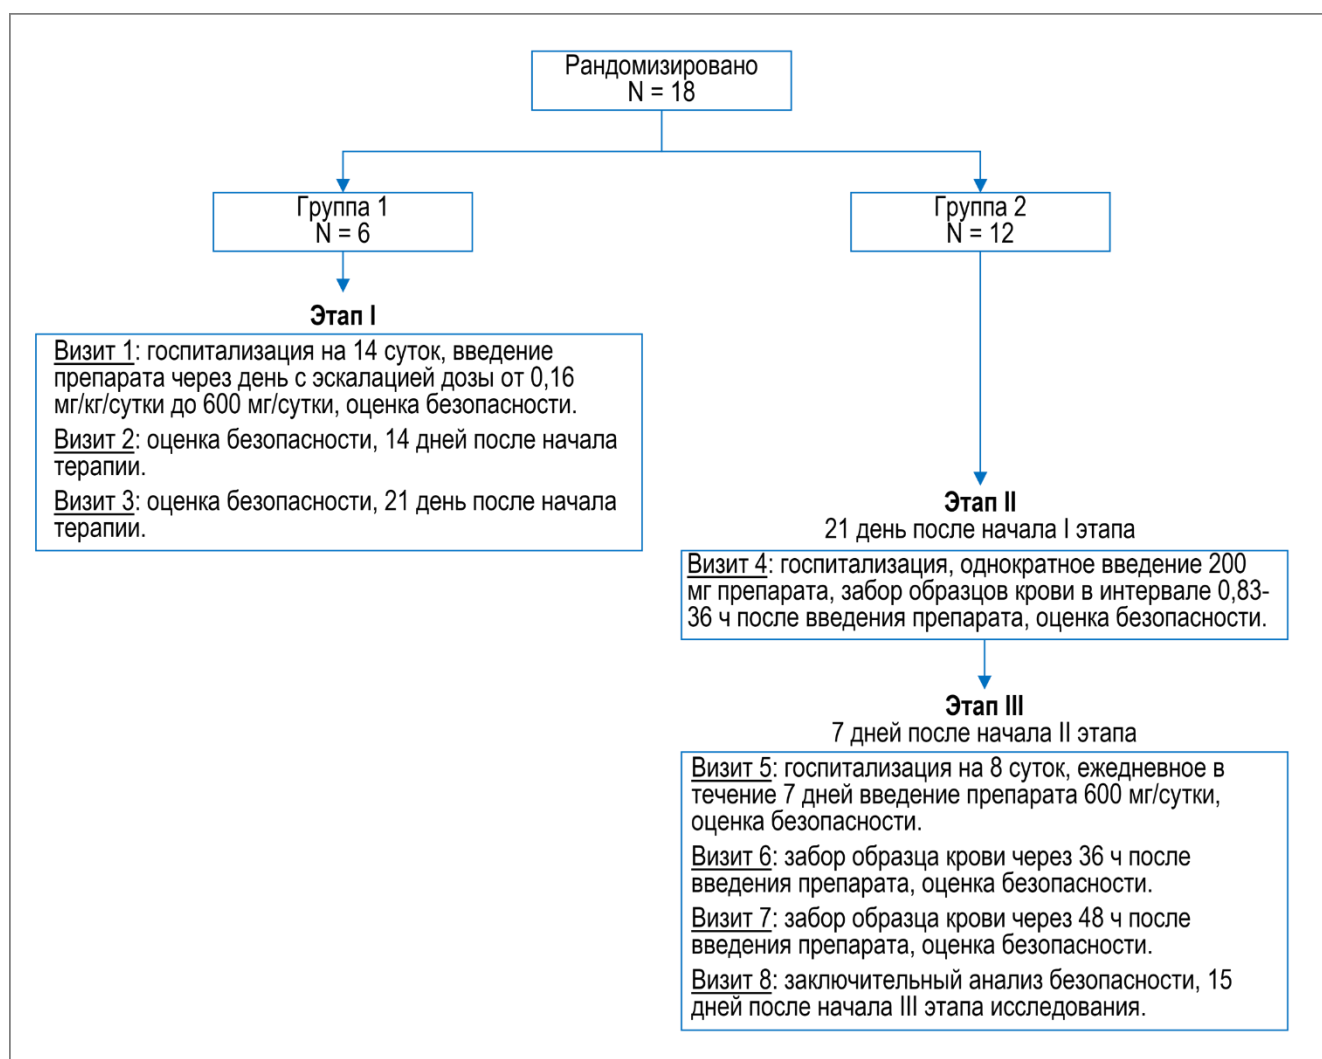 Рандомизировано
N = 18
Группа 1
N = 6
Группа 2
N = 12
Этап I
Визит 1: госпитализация на 14 суток, введение
препарата через день с эскалацией дозы от 0,16
мг/кг/сутки до 600 мг/сутки, оценка безопасности.
Визит 2: оценка безопасности, 14 дней после начала
терапии.
Визит 3: оценка безопасности, 21 день после начала
терапии.
Этап II
21 день после начала I этапа
Визит 4: госпитализация, однократное введение 200
мг препарата, забор образцов крови в интервале 0,83-
36 ч после введения препарата, оценка безопасности.
Этап III
7 дней после начала II этапа
Визит 5: госпитализация на 8 суток, ежедневное в
течение 7 дней введение препарата 600 мг/сутки,
оценка безопасности.
Визит 6: забор образца крови через 36 ч после
введения препарата, оценка безопасности.
Визит 7: забор образца крови через 48 ч после
введения препарата, оценка безопасности.
Визит 8: заключительный анализ безопасности, 15
дней после начала III этапа исследования.